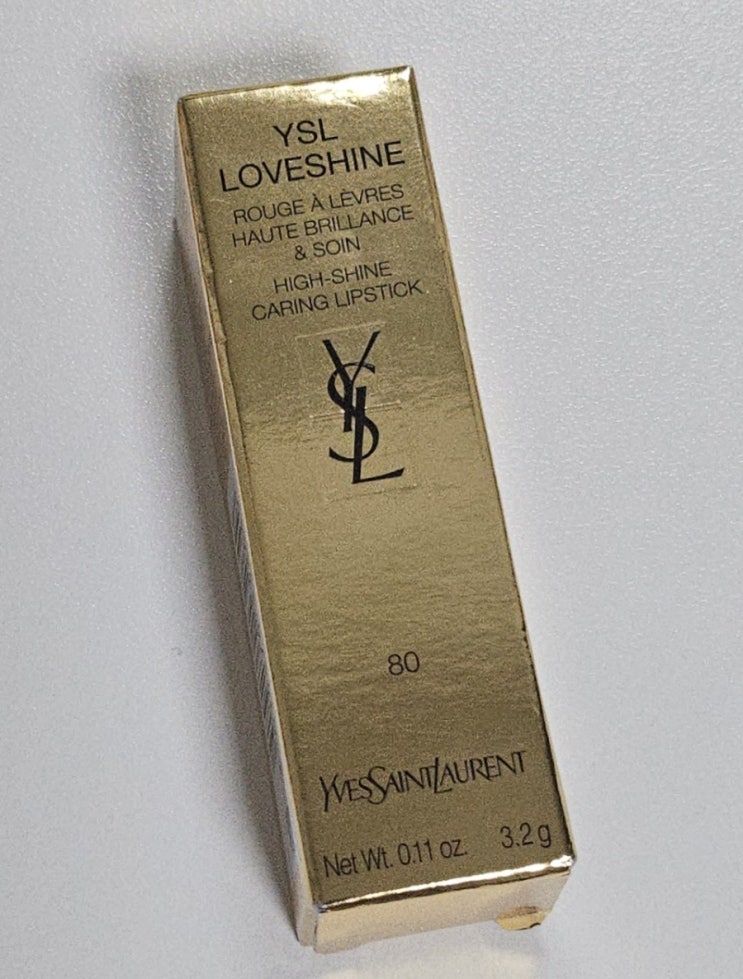 YSL
LOVESHINE
ROUGE À LÈVRES
HAUTE BRILLANCE
& SOIN
HIGH-SHINE
CARING LIPSTICK
YSL
80
YVESSAINTLAURENT
Net Wt. 0.11 oz. 3.2 g